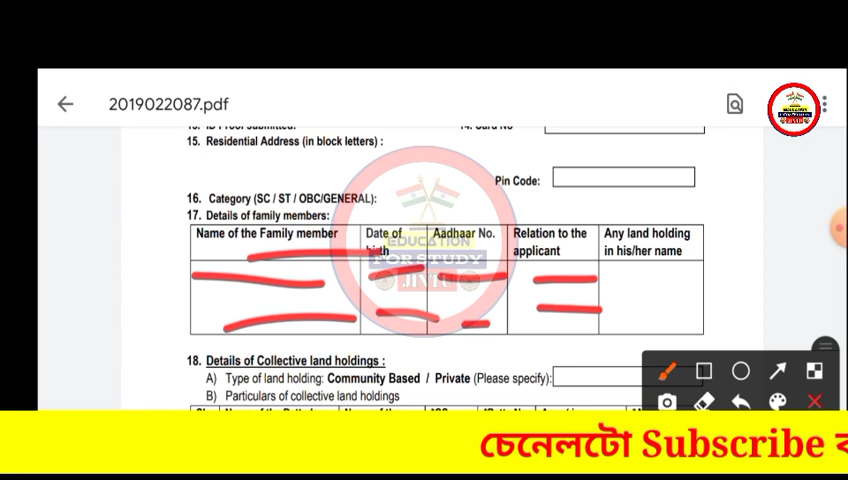 2019022087.pdf
15. Residential Address (in block letters) :
Pin Code:
16. Category (SC / ST / OBC/GENERAL):
17. Details of family members:
Name of the Family member Date of birth Aadhaar No. Relation to the applicant Any land holding in his/her name
EDUCATION
FOR STUDY
18. Details of Collective land holdings :
A) Type of land holding: Community Based / Private (Please specify):
B) Particulars of collective land holdings
চেনেলটো Subscribe